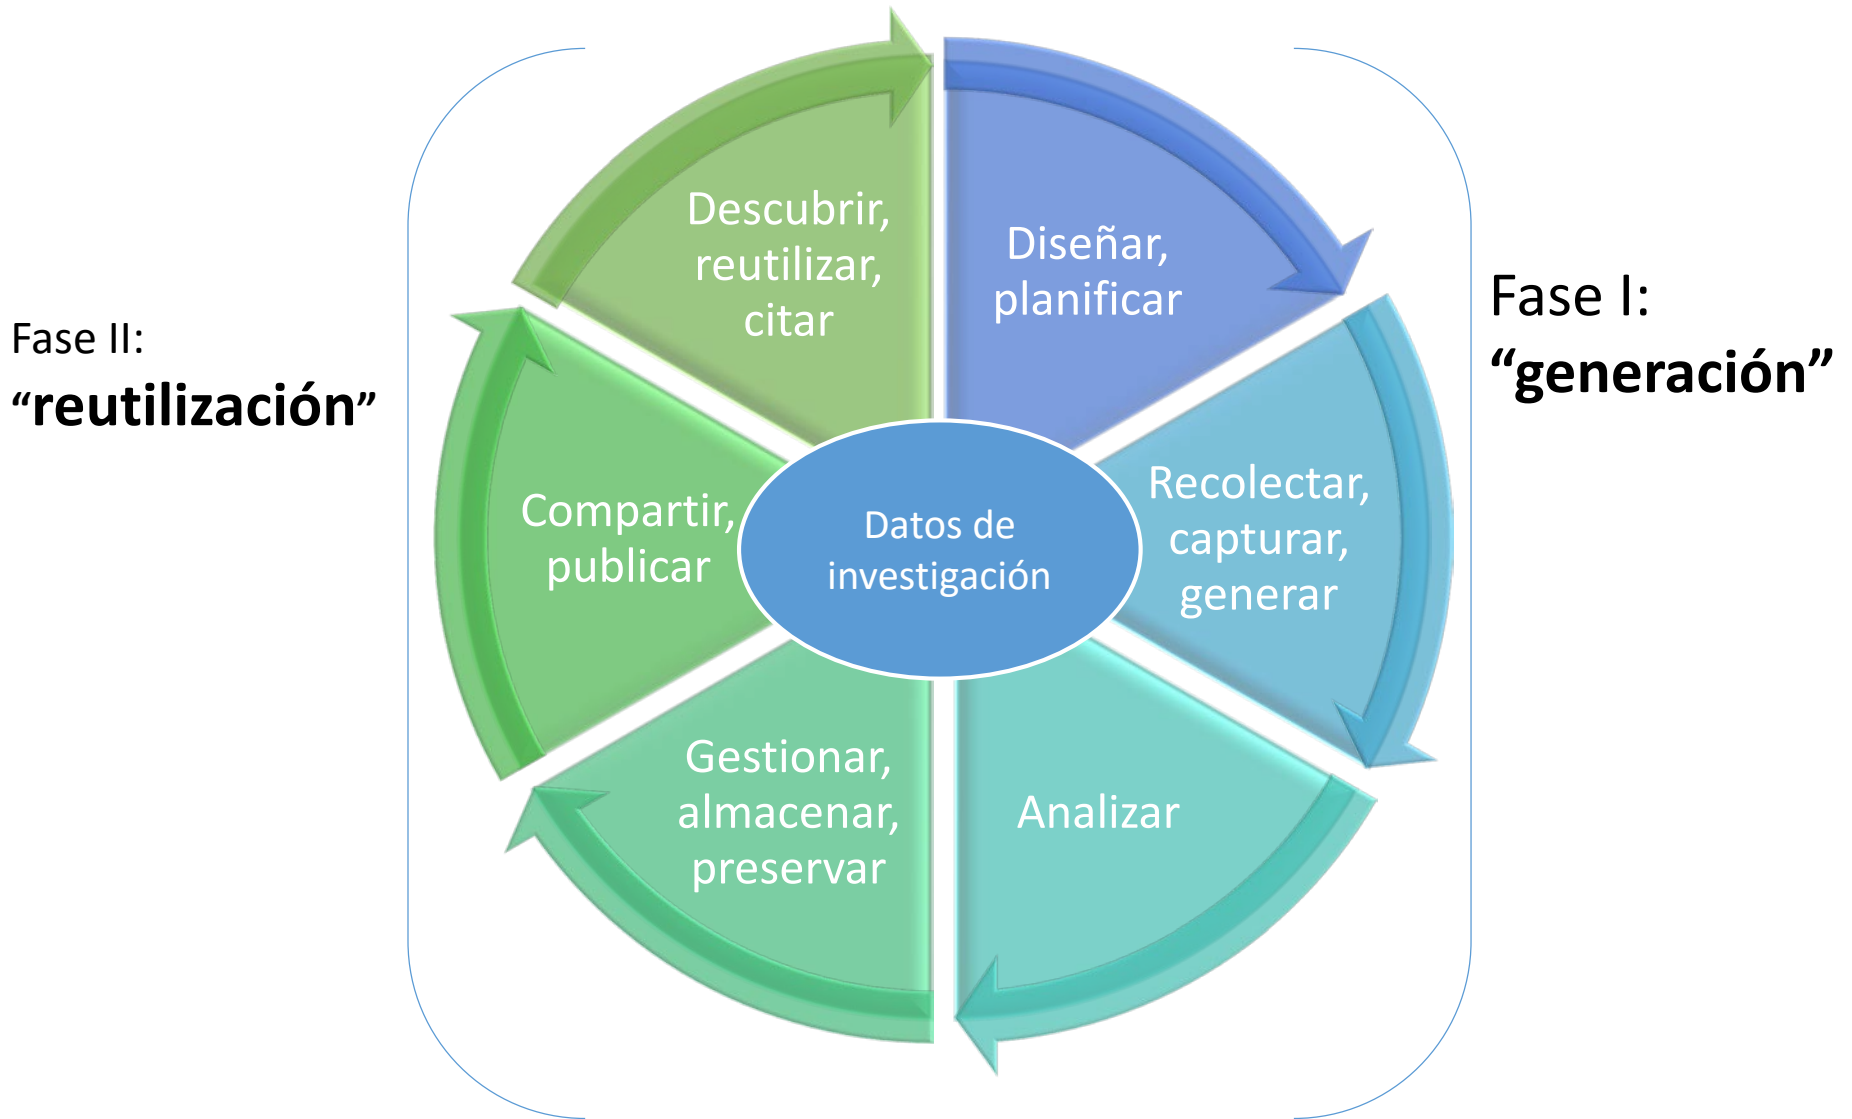 Fase II:
“reutilización”
Descubrir,
reutilizar,
citar
Diseñar,
planificar
Fase I:
“generación”
Compartir,
publicar
Datos de
investigación
Recolectar,
capturar,
generar
Gestionar,
almacenar,
preservar
Analizar